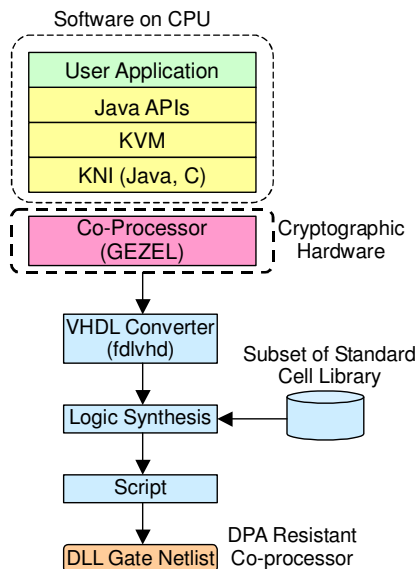 Software on CPU
User Application
Java APIs
KVM
KNI (Java, C)
Co-Processor
(GEZEL)
Cryptographic
Hardware
VHDL Converter
(fdlvhd)
Subset of Standard
Cell Library
Logic Synthesis
Script
DLL Gate Netlist
DPA Resistant
Co-processor